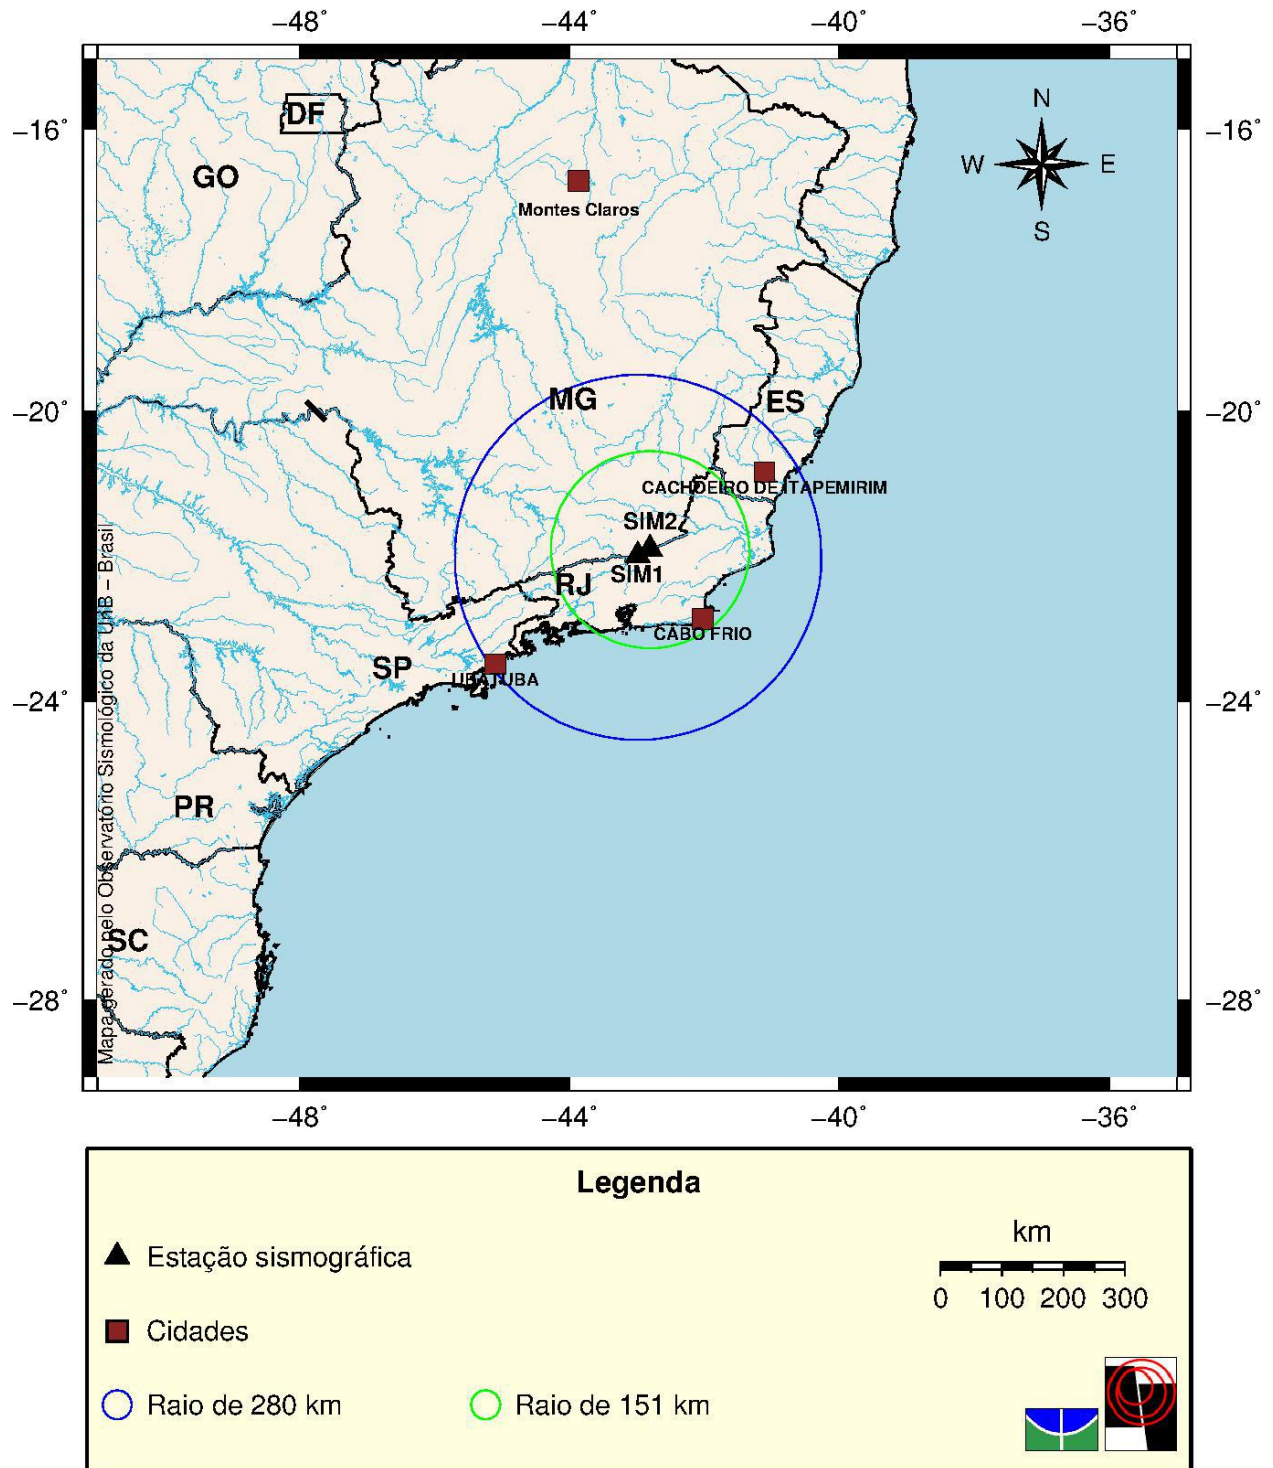 −48° −44° −40° −36°
N
−16° DF −16°
W E
GO
Montes Claros
S
−20° MG ES −20°
CACHOEIRO DE ITAPEMIRIM
SIM2
SIM1
RJ
CABO FRIO
SP
UBATUBA
−24° −24°
PR
SC
−28° −28°
Mapa gerado pelo Observatório Sismológico da UnB − Brasil
−48° −44° −40° −36°
Legenda
Estação sismográfica
km
0 100 200 300
Cidades
Raio de 280 km Raio de 151 km